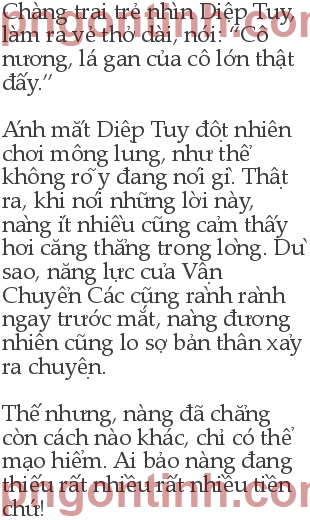 Chàng trai trẻ nhìn Diệp Tuy,
làm ra vẻ thở dài, nói: “Cô
nương, lá gan của cô lớn thật
đấy.”
Ánh mắt Diệp Tuy đột nhiên
chơi mông lung, như thể
không rõ y đang nói gì. Thật
ra, khi nói những lời này,
nàng ít nhiều cũng cảm thấy
hơi căng thẳng trong lòng. Dù
sao, năng lực của Vận
Chuyển Các cũng rành rành
ngay trước mắt, nàng đương
nhiên cũng lo sợ bản thân xảy
ra chuyện.
Thế nhưng, nàng đã chẳng
còn cách nào khác, chỉ có thể
mạo hiểm. Ai bảo nàng đang
thiếu rất nhiều rất nhiều tiền
chứ!
pngontinh.com
pngontinh.com